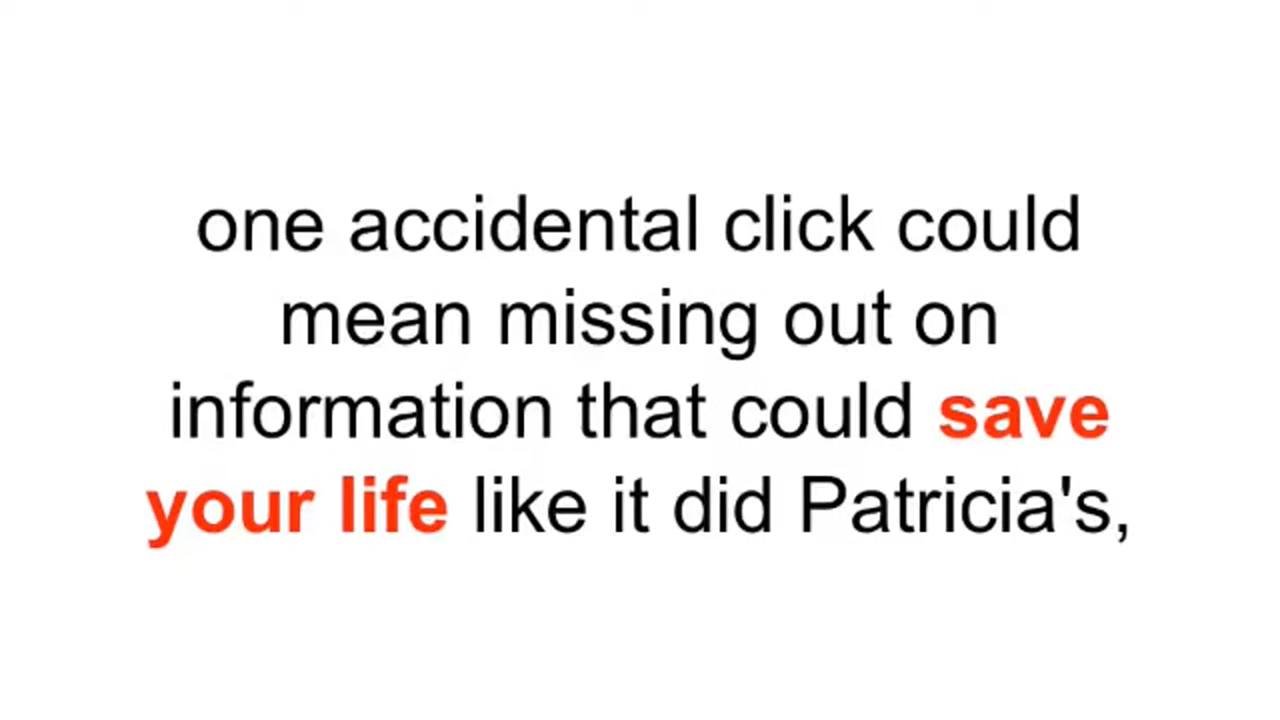 one accidental click could
mean missing out on
information that could save
your life like it did Patricia's,